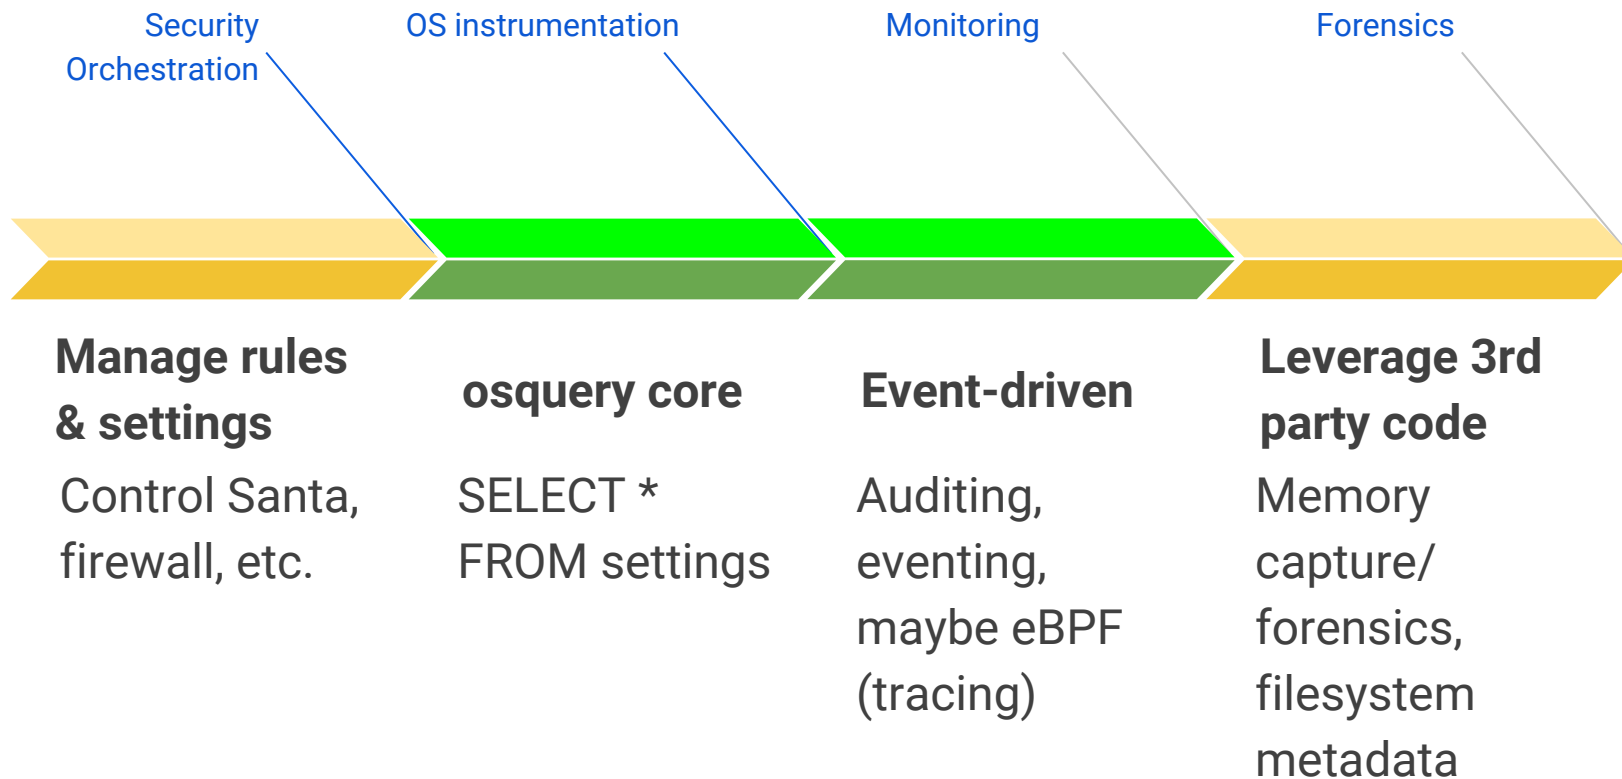 Security
Orchestration
OS instrumentation
Monitoring
Forensics
Manage rules
& settings
Control Santa,
firewall, etc.
osquery core
SELECT *
FROM settings
Event-driven
Auditing,
eventing,
maybe eBPF
(tracing)
Leverage 3rd
party code
Memory
capture/
forensics,
filesystem
metadata